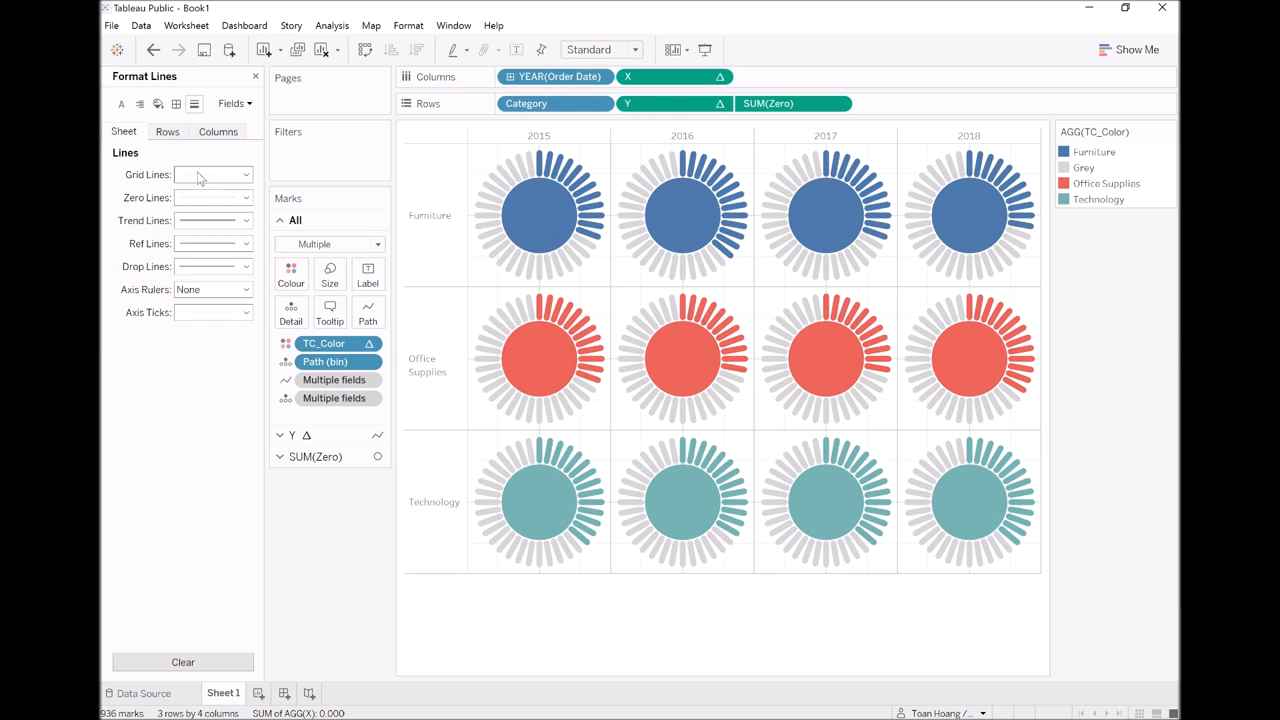 Tableau Public - Book1
File Data Worksheet Dashboard Story Analysis Map Format Window Help
Standard
Show Me
Format Lines
Fields
Sheet Rows Columns
Lines
Grid Lines:
Zero Lines:
Trend Lines:
Ref Lines:
Drop Lines:
Axis Rulers: None
Axis Ticks:
Clear
Pages
Filters
Marks
All
Multiple
Colour Size Label
Detail Tooltip Path
TC_Color
Path (bin)
Multiple fields
Multiple fields
Y
SUM(Zero)
Columns YEAR(Order Date) X
Rows Category Y SUM(Zero)
2015 2016 2017 2018
Furniture
Office
Supplies
Technology
AGG(TC_Color)
Furniture
Grey
Office Supplies
Technology
Data Source Sheet 1
936 marks 3 rows by 4 columns SUM of AGG(X): 0.000
Toan Hoang /...